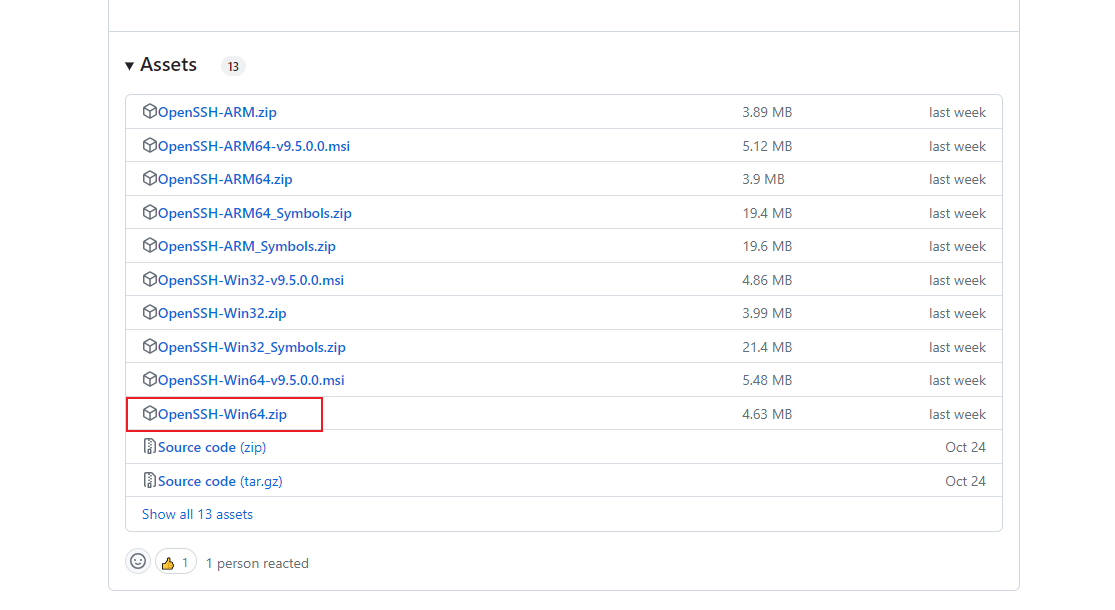 Assets 13
OpenSSH-ARM.zip 3.89 MB last week
OpenSSH-ARM64-v9.5.0.0.msi 5.12 MB last week
OpenSSH-ARM64.zip 3.9 MB last week
OpenSSH-ARM64_Symbols.zip 19.4 MB last week
OpenSSH-ARM_Symbols.zip 19.6 MB last week
OpenSSH-Win32-v9.5.0.0.msi 4.86 MB last week
OpenSSH-Win32.zip 3.99 MB last week
OpenSSH-Win32_Symbols.zip 21.4 MB last week
OpenSSH-Win64-v9.5.0.0.msi 5.48 MB last week
OpenSSH-Win64.zip 4.63 MB last week
Source code (zip) Oct 24
Source code (tar.gz) Oct 24
Show all 13 assets
1 1 person reacted